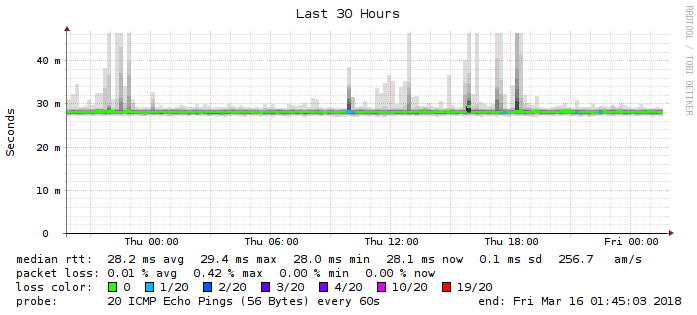 Last 30 Hours
RRDTOOL / TOBI OETIKER
Seconds
40 m
30 m
20 m
10 m
0
Thu 00:00 Thu 06:00 Thu 12:00 Thu 18:00 Fri 00:00
median rtt: 28.2 ms avg 29.4 ms max 28.0 ms min 28.1 ms now 0.1 ms sd 256.7 am/s
packet loss: 0.01 % avg 0.42 % max 0.00 % min 0.00 % now
loss color: 0 1/20 2/20 3/20 4/20 10/20 19/20
probe: 20 ICMP Echo Pings (56 Bytes) every 60s end: Fri Mar 16 01:45:03 2018